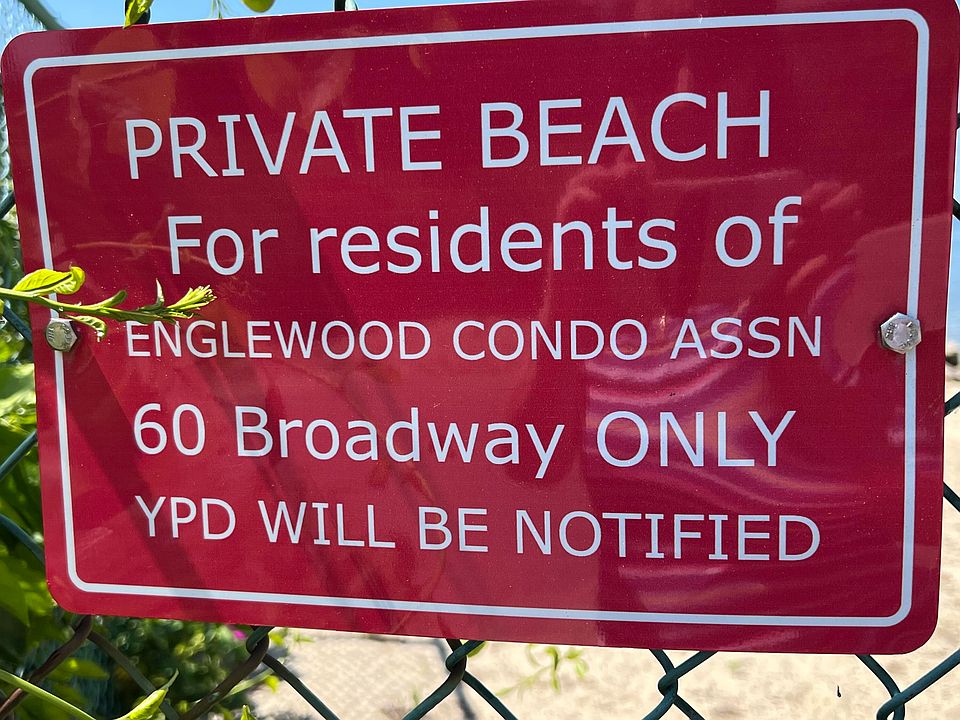 PRIVATE BEACH
For residents of
ENGLEWOOD CONDO ASSN
60 Broadway ONLY
YPD WILL BE NOTIFIED